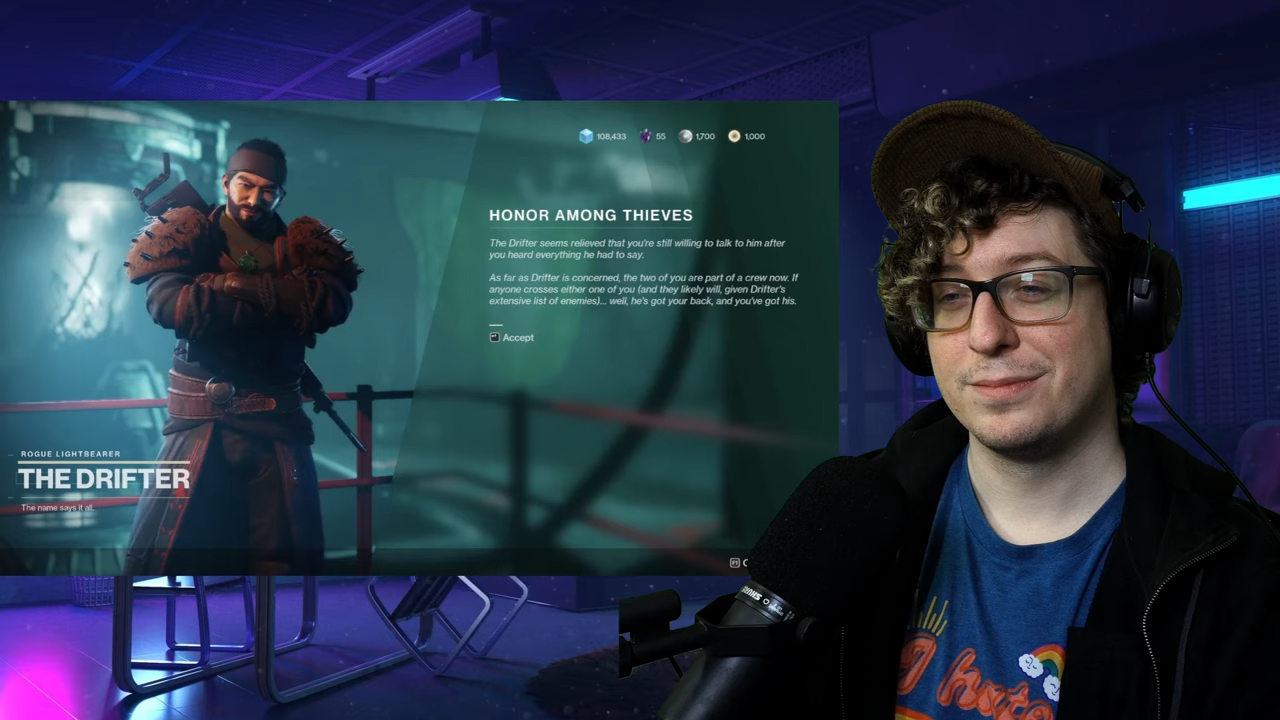 108,433 55 1,700 1,000
HONOR AMONG THIEVES
The Drifter seems relieved that you're still willing to talk to him after
you heard everything he had to say.
As far as Drifter is concerned, the two of you are part of a crew now. If
anyone crosses either one of you (and they likely will, given Drifter's
extensive list of enemies)... well, he's got your back, and you've got his.
Accept
ROGUE LIGHTBEARER
THE DRIFTER
The name says it all.
I hate